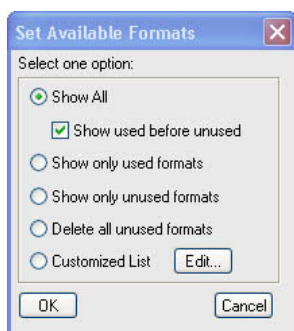 Set Available Formats
Select one option:
Show All
Show used before unused
Show only used formats
Show only unused formats
Delete all unused formats
Customized List Edit...
OK Cancel